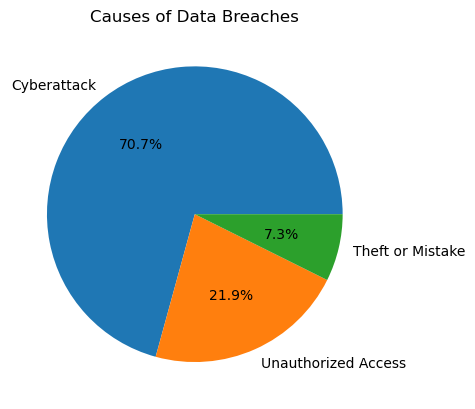 Causes of Data Breaches
Cyberattack
70.7%
7.3%
Theft or Mistake
21.9%
Unauthorized Access